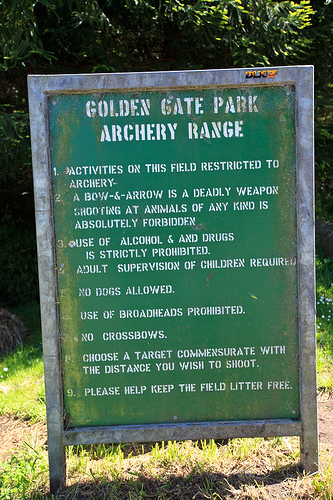 GOLDEN GATE PARK
ARCHERY RANGE
1. ACTIVITIES ON THIS FIELD RESTRICTED TO
ARCHERY-
2 A BOW-&-ARROW IS A DEADLY WEAPON
SHOOTING AT ANIMALS OF ANY KIND IS
ABSOLUTELY FORBIDDEN
3. USE OF ALCOHOL & AND DRUGS
IS STRICTLY PROHIBITED.
ADULT SUPERVISION OF CHILDREN REQUIRED
NO DOGS ALLOWED.
USE OF BROADHEADS PROHIBITED.
NO CROSSBOWS.
CHOOSE A TARGET COMMENSURATE WITH
THE DISTANCE YOU WISH TO SHOOT.
9. PLEASE HELP KEEP THE FIELD LITTER FREE.